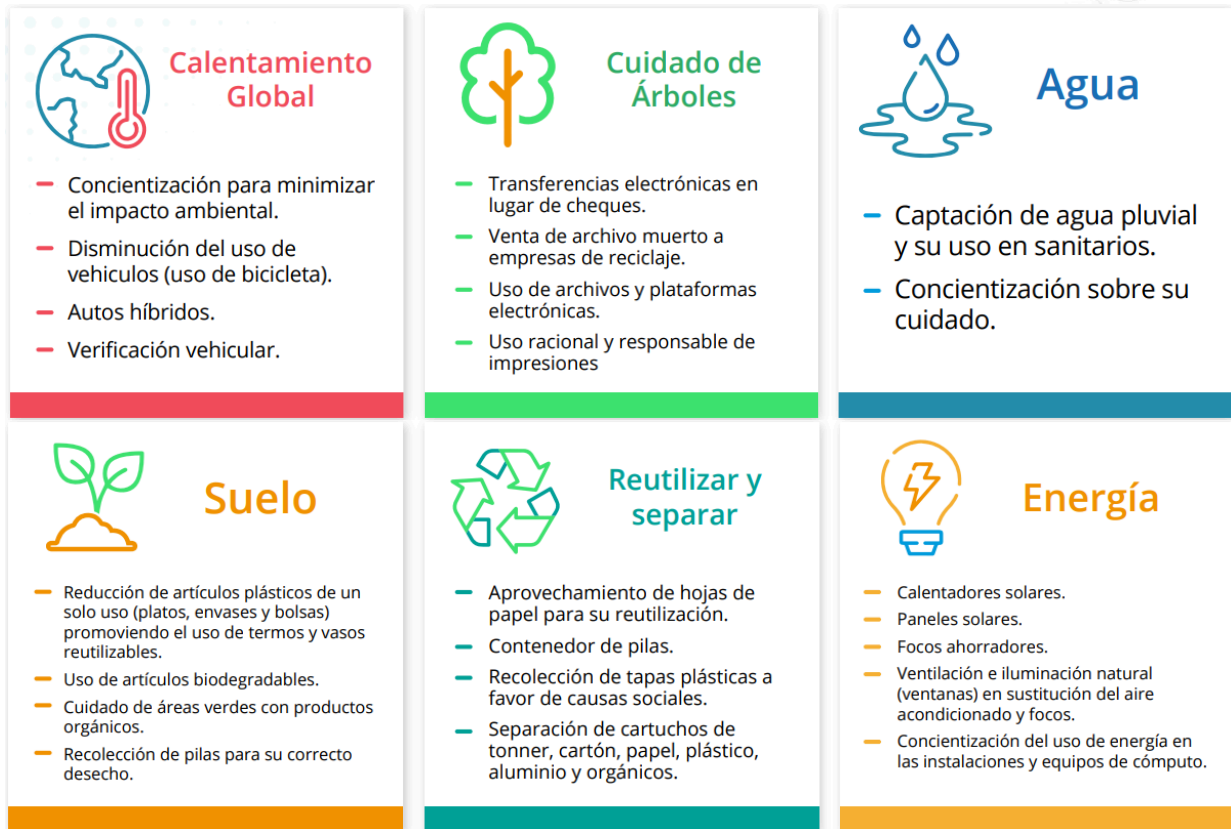 Calentamiento
Global
— Concientización para minimizar
el impacto ambiental.
— Disminución del uso de
vehiculos (uso de bicicleta).
— Autos híbridos.
— Verificación vehicular.
Cuidado de
Árboles
— Transferencias electrónicas en
lugar de cheques.
— Venta de archivo muerto a
empresas de reciclaje.
— Uso de archivos y plataformas
electrónicas.
— Uso racional y responsable de
impresiones
Agua
— Captación de agua pluvial
y su uso en sanitarios.
— Concientización sobre su
cuidado.
Suelo
— Reducción de artículos plásticos de un
solo uso (platos, envases y bolsas)
promoviendo el uso de termos y vasos
reutilizables.
— Uso de artículos biodegradables.
— Cuidado de áreas verdes con productos
orgánicos.
— Recolección de pilas para su correcto
desecho.
Reutilizar y
separar
— Aprovechamiento de hojas de
papel para su reutilización.
— Contenedor de pilas.
— Recolección de tapas plásticas a
favor de causas sociales.
— Separación de cartuchos de
tonner, cartón, papel, plástico,
aluminio y orgánicos.
Energía
— Calentadores solares.
— Paneles solares.
— Focos ahorradores.
— Ventilación e iluminación natural
(ventanas) en sustitución del aire
acondicionado y focos.
— Concientización del uso de energía en
las instalaciones y equipos de cómputo.